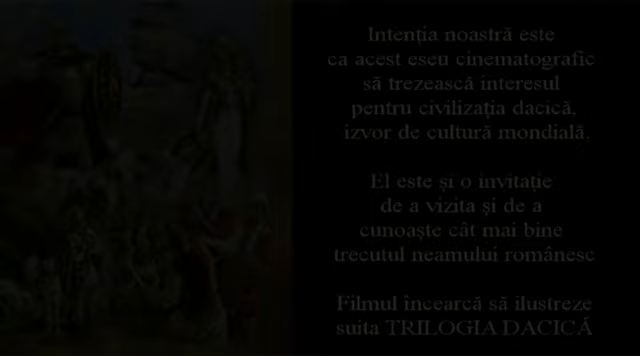 Intenția noastră este
ca acest eseu cinematografic
să trezească interesul
pentru civilizația dacică,
izvor de cultură mondială.
El este și o invitație
de a vizita și de a
cunoaște cât mai bine
trecutul neamului românesc
Filmul încearcă să ilustreze
suita TRILOGIA DACICĂ